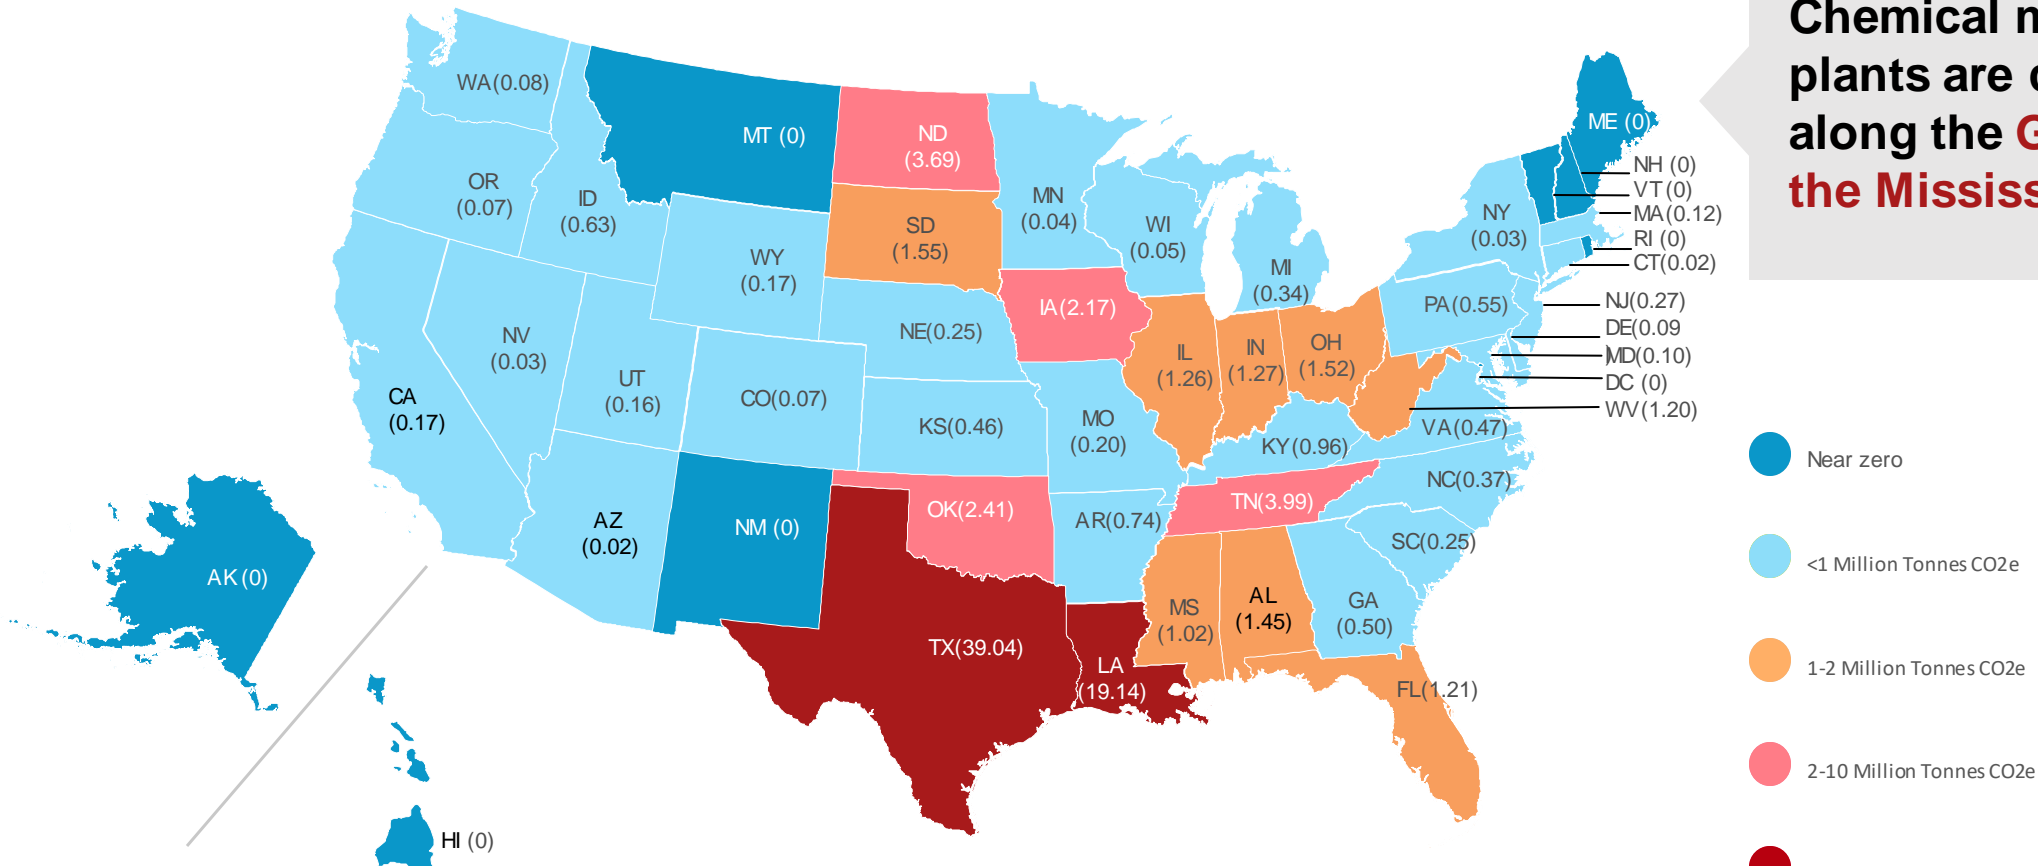 Chemical
plants are
along the
the
WA(0.08)
MT (0)
ND
(3.69)
ME (0)
OR
(0.07)
ID
(0.63)
MN
(0.04)
WI
(0.05)
NY
(0.03)
NH (0)
VT (0)
MA(0.12)
RI (0)
CT(0.02)
SD
(1.55)
WY
(0.17)
MI
(0.34)
IA(2.17)
PA(0.55)
NJ(0.27)
DE(0.09
MD(0.10)
DC (0)
WV(1.20)
NE(0.25)
NV
(0.03)
UT
(0.16)
CO(0.07)
IL
(1.26)
IN
(1.27)
OH
(1.52)
CA
(0.17)
KS(0.46)
MO
(0.20)
KY(0.96)
VA(0.47)
NC(0.37)
AZ
(0.02)
NM (0)
OK(2.41)
AR(0.74)
TN(3.99)
SC(0.25)
AK(0)
TX(39.04)
LA
(19.14)
MS
(1.02)
AL
(1.45)
GA
(0.50)
FL(1.21)
HI (0)
Near zero
<1 Million Tonnes CO2e
1-2 Million Tonnes CO2e
2-10 Million Tonnes CO2e